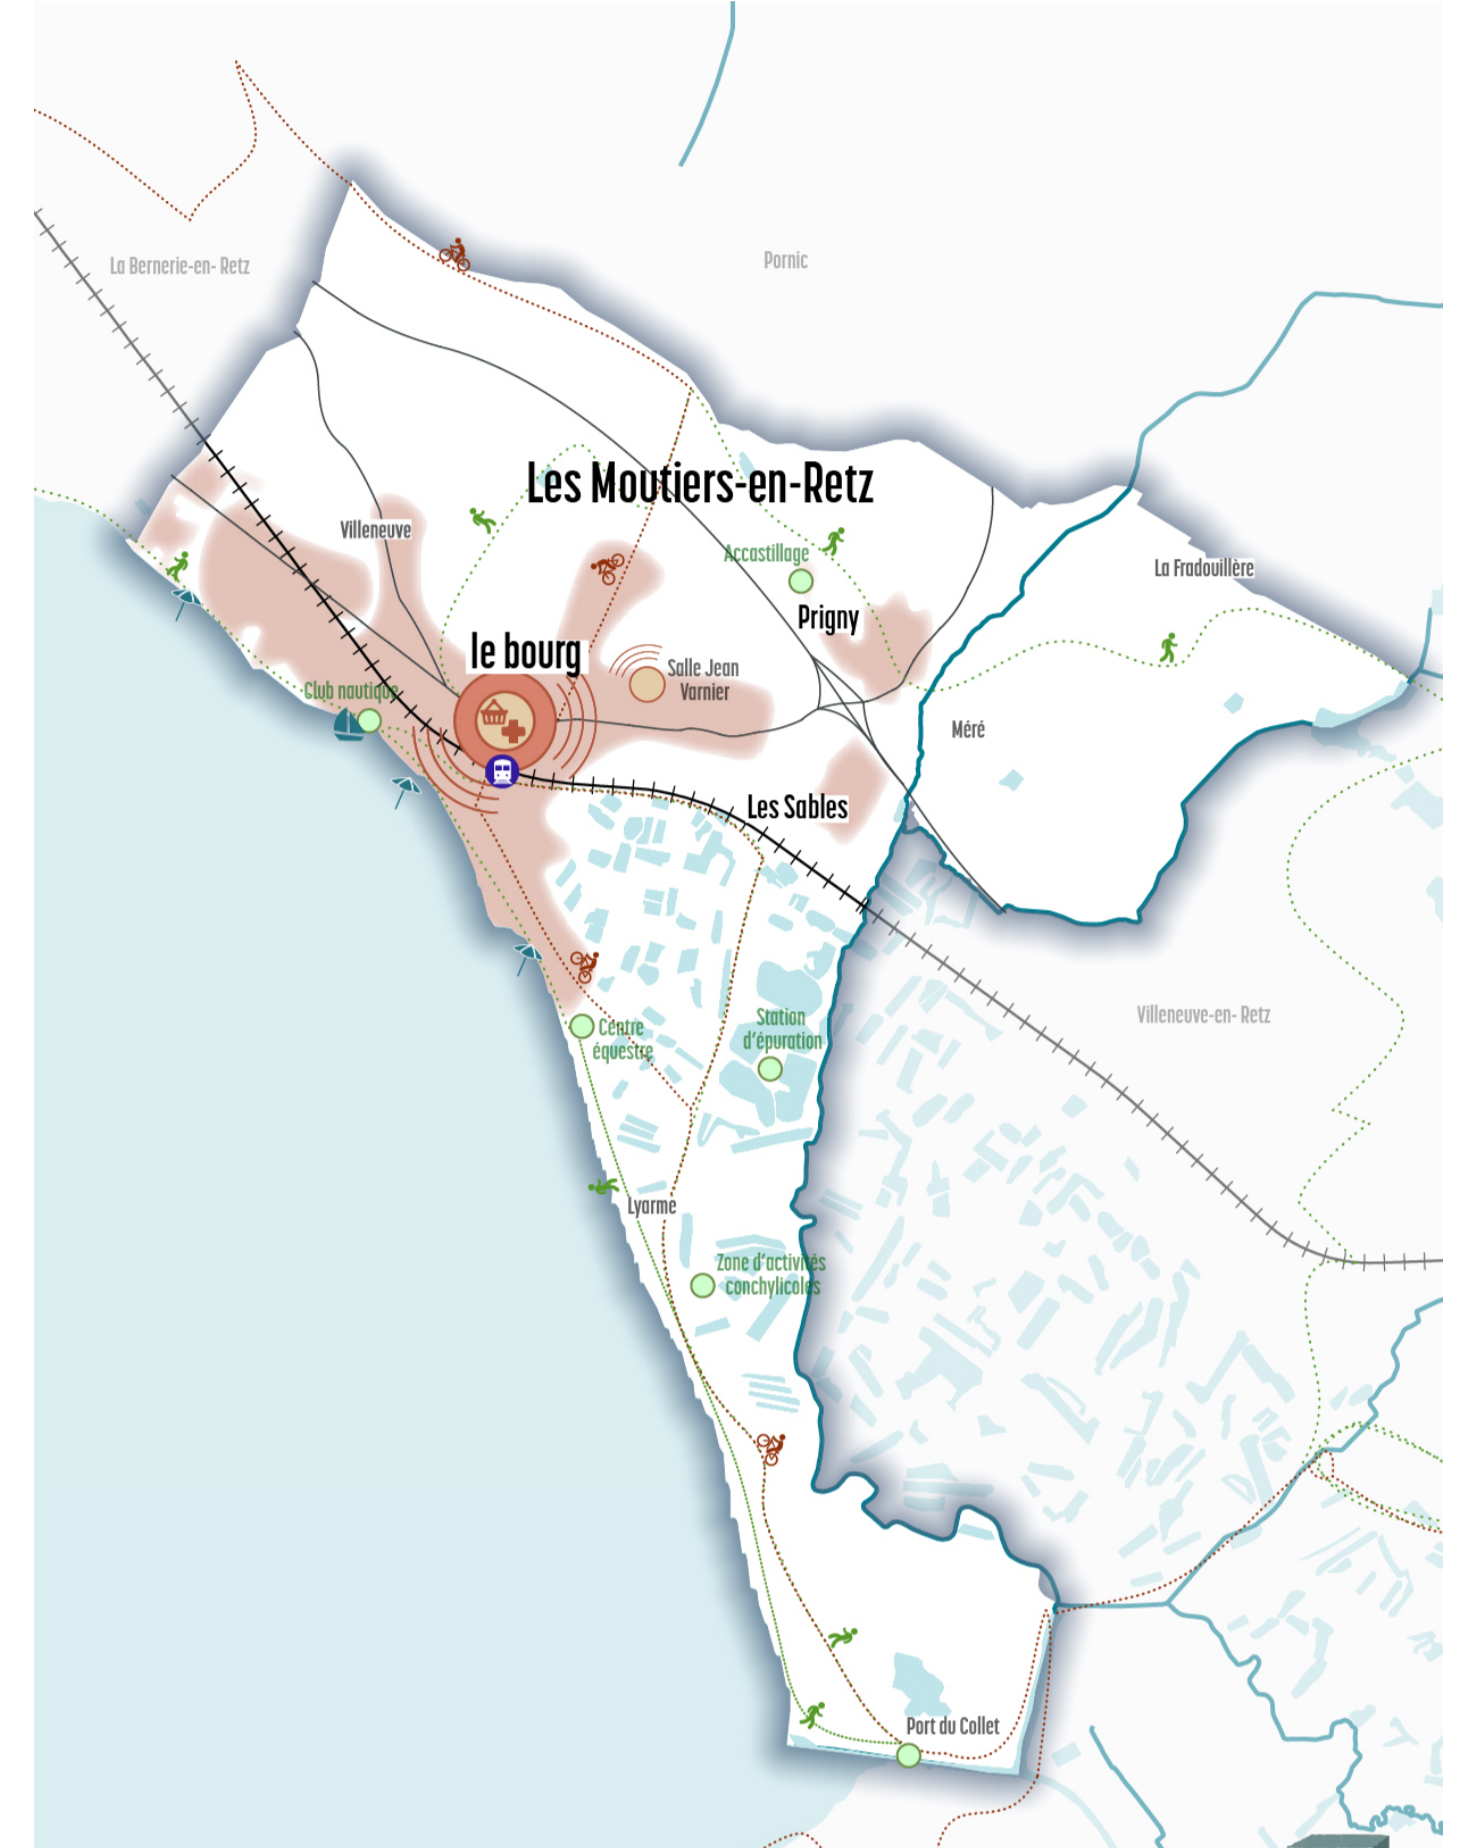 La Bernerie-en- Retz
Pornic
Les Moutiers-en-Retz
Villeneuve
Accastillage
La Fradouillère
Prigny
le bourg
Salle Jean
Varnier
Club nautique
Méré
Les Sables
Villeneuve-en- Retz
Station
d'épuration
Centre
équestre
Lyarme
Zone d'activités
conchylicoles
Port du Collet